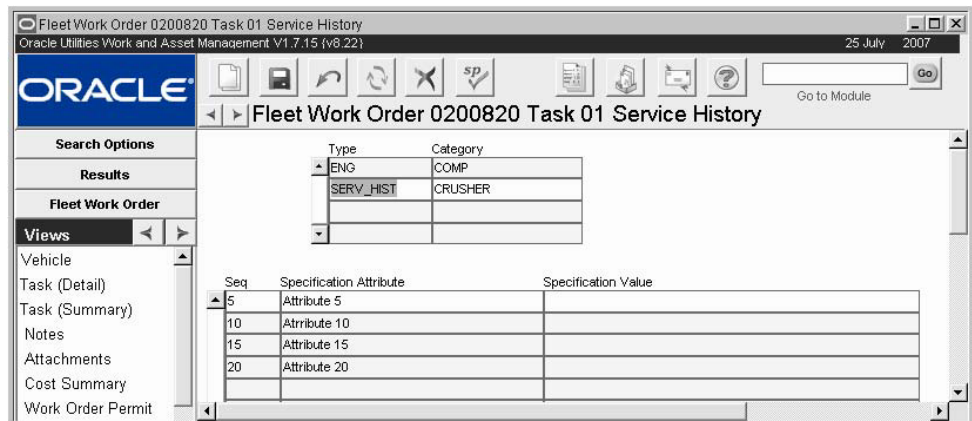 Fleet Work Order 0200820 Task 01 Service History
Oracle Utilities Work and Asset Management V1.7.15 (v8.22)
25 July 2007
ORACLE
sp
Go
Go to Module
Fleet Work Order 0200820 Task 01 Service History
Search Options
Results
Fleet Work Order
Views
Vehicle
Task (Detail)
Task (Summary)
Notes
Attachments
Cost Summary
Work Order Permit
Type Category
ENG COMP
SERV_HIST CRUSHER
Seq Specification Attribute Specification Value
5 Attribute 5
10 Atrribute 10
15 Attribute 15
20 Attribute 20